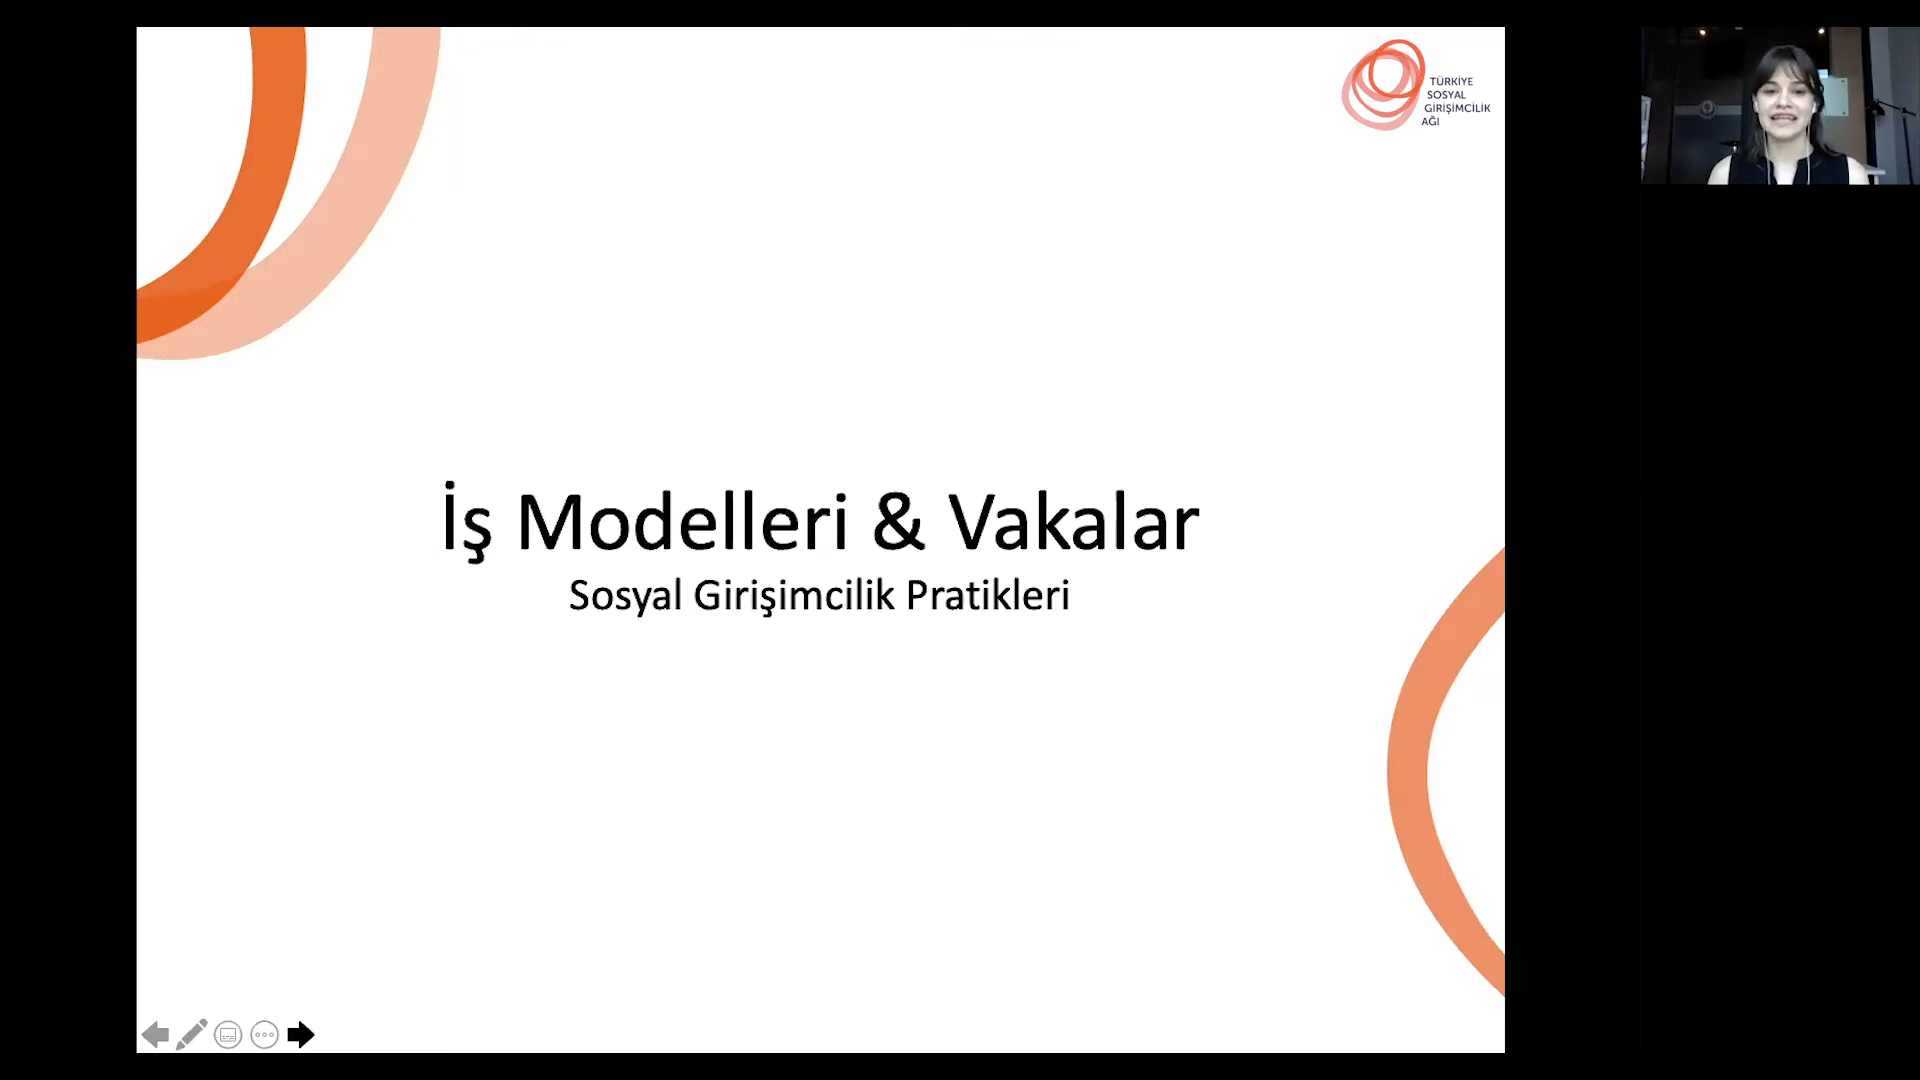 TÜRKİYE
SOSYAL
GİRİŞİMCİLİK
AĞI
İş Modelleri & Vakalar
Sosyal Girişimcilik Pratikleri